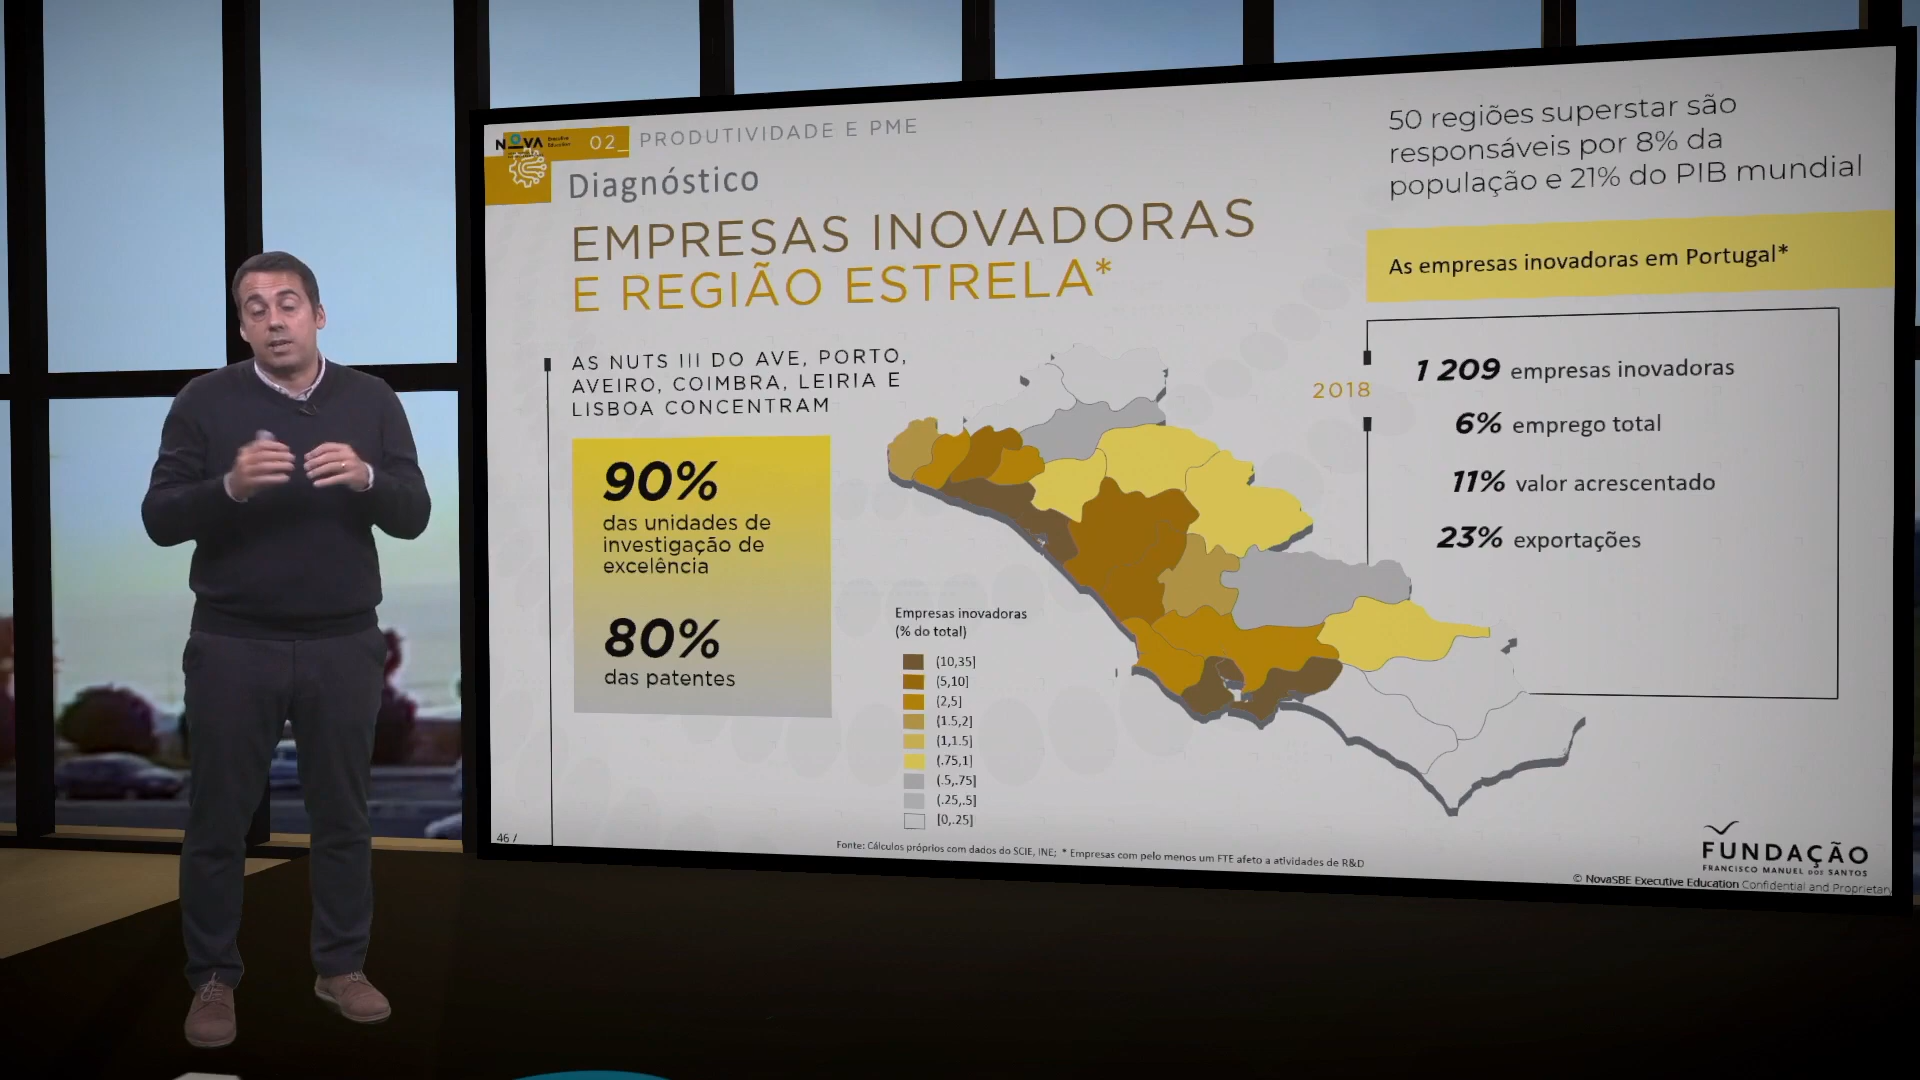 NOVA
Executive
Education
02_
PRODUTIVIDADE E PME
Diagnóstico
EMPRESAS INOVADORAS
E REGIÃO ESTRELA*
AS NUTS III DO AVE, PORTO,
AVEIRO, COIMBRA, LEIRIA E
LISBOA CONCENTRAM
90%
das unidades de
investigação de
excelência
80%
das patentes
50 regiões superstar são
responsáveis por 8% da
população e 21% do PIB mundial
As empresas inovadoras em Portugal*
2018
1 209 empresas inovadoras
6% emprego total
11% valor acrescentado
23% exportações
Empresas inovadoras
(% do total)
(10,35]
(5,10]
(2,5]
(1.5,2]
(1,1.5]
(.75,1]
(.5,.75]
(.25,.5]
[0,.25]
46 /
Fonte: Cálculos próprios com dados do SCIE, INE; * Empresas com pelo menos um FTE afeto a atividades de R&D
FUNDAÇÃO
FRANCISCO MANUEL DOS SANTOS
© NovaSBE Executive Education Confidential and Proprietary